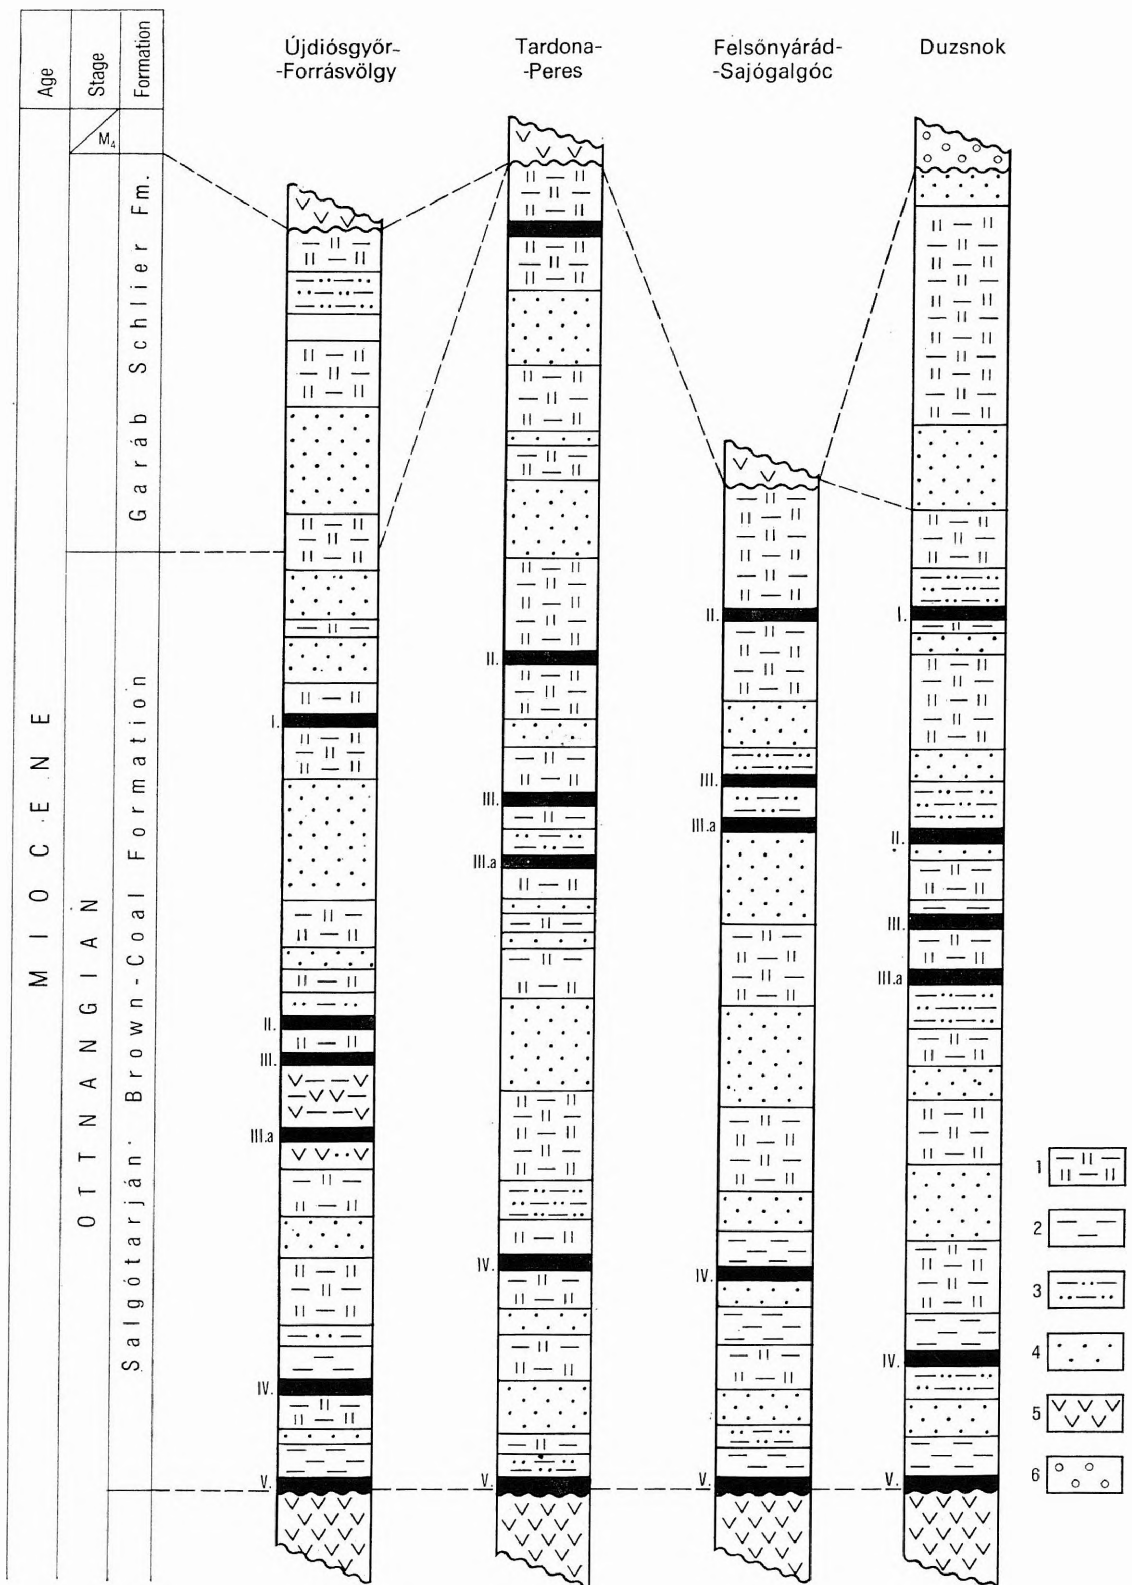 Age
Stage
Formation
M₄
MIOCENE
OTTNANGIAN
Garáb Schlier Fm.
Salgótarján Brown-Coal Formation
Újdiósgyőr-
-Forrásvölgy
I.
II.
III.
III.a
IV.
V.
Tardona-
-Peres
II.
III.
III.a
IV.
V.
Felsőnyárád-
-Sajógalgóc
II.
III.
III.a
IV.
V.
Duzsnok
I.
II.
III.
III.a
IV.
V.
1
2
3
4
5
6